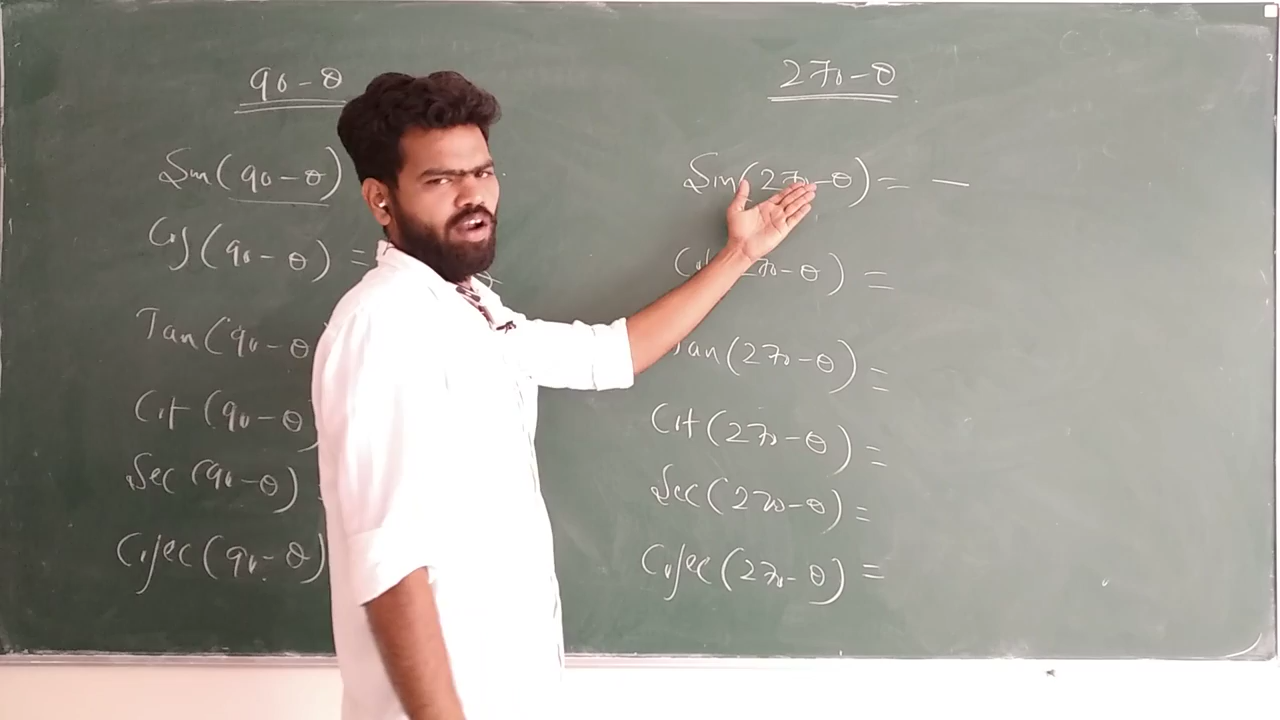 90-θ
Sin(90-θ)
Cos(90-θ) =
Tan(90-θ
Cot(90-θ
Sec(90-θ)
Cosec(90-θ)
270-θ
Sin(270-θ) = -
Cos(270-θ) =
Tan(270-θ) =
Cot(270-θ) =
Sec(270-θ) =
Cosec(270-θ) =